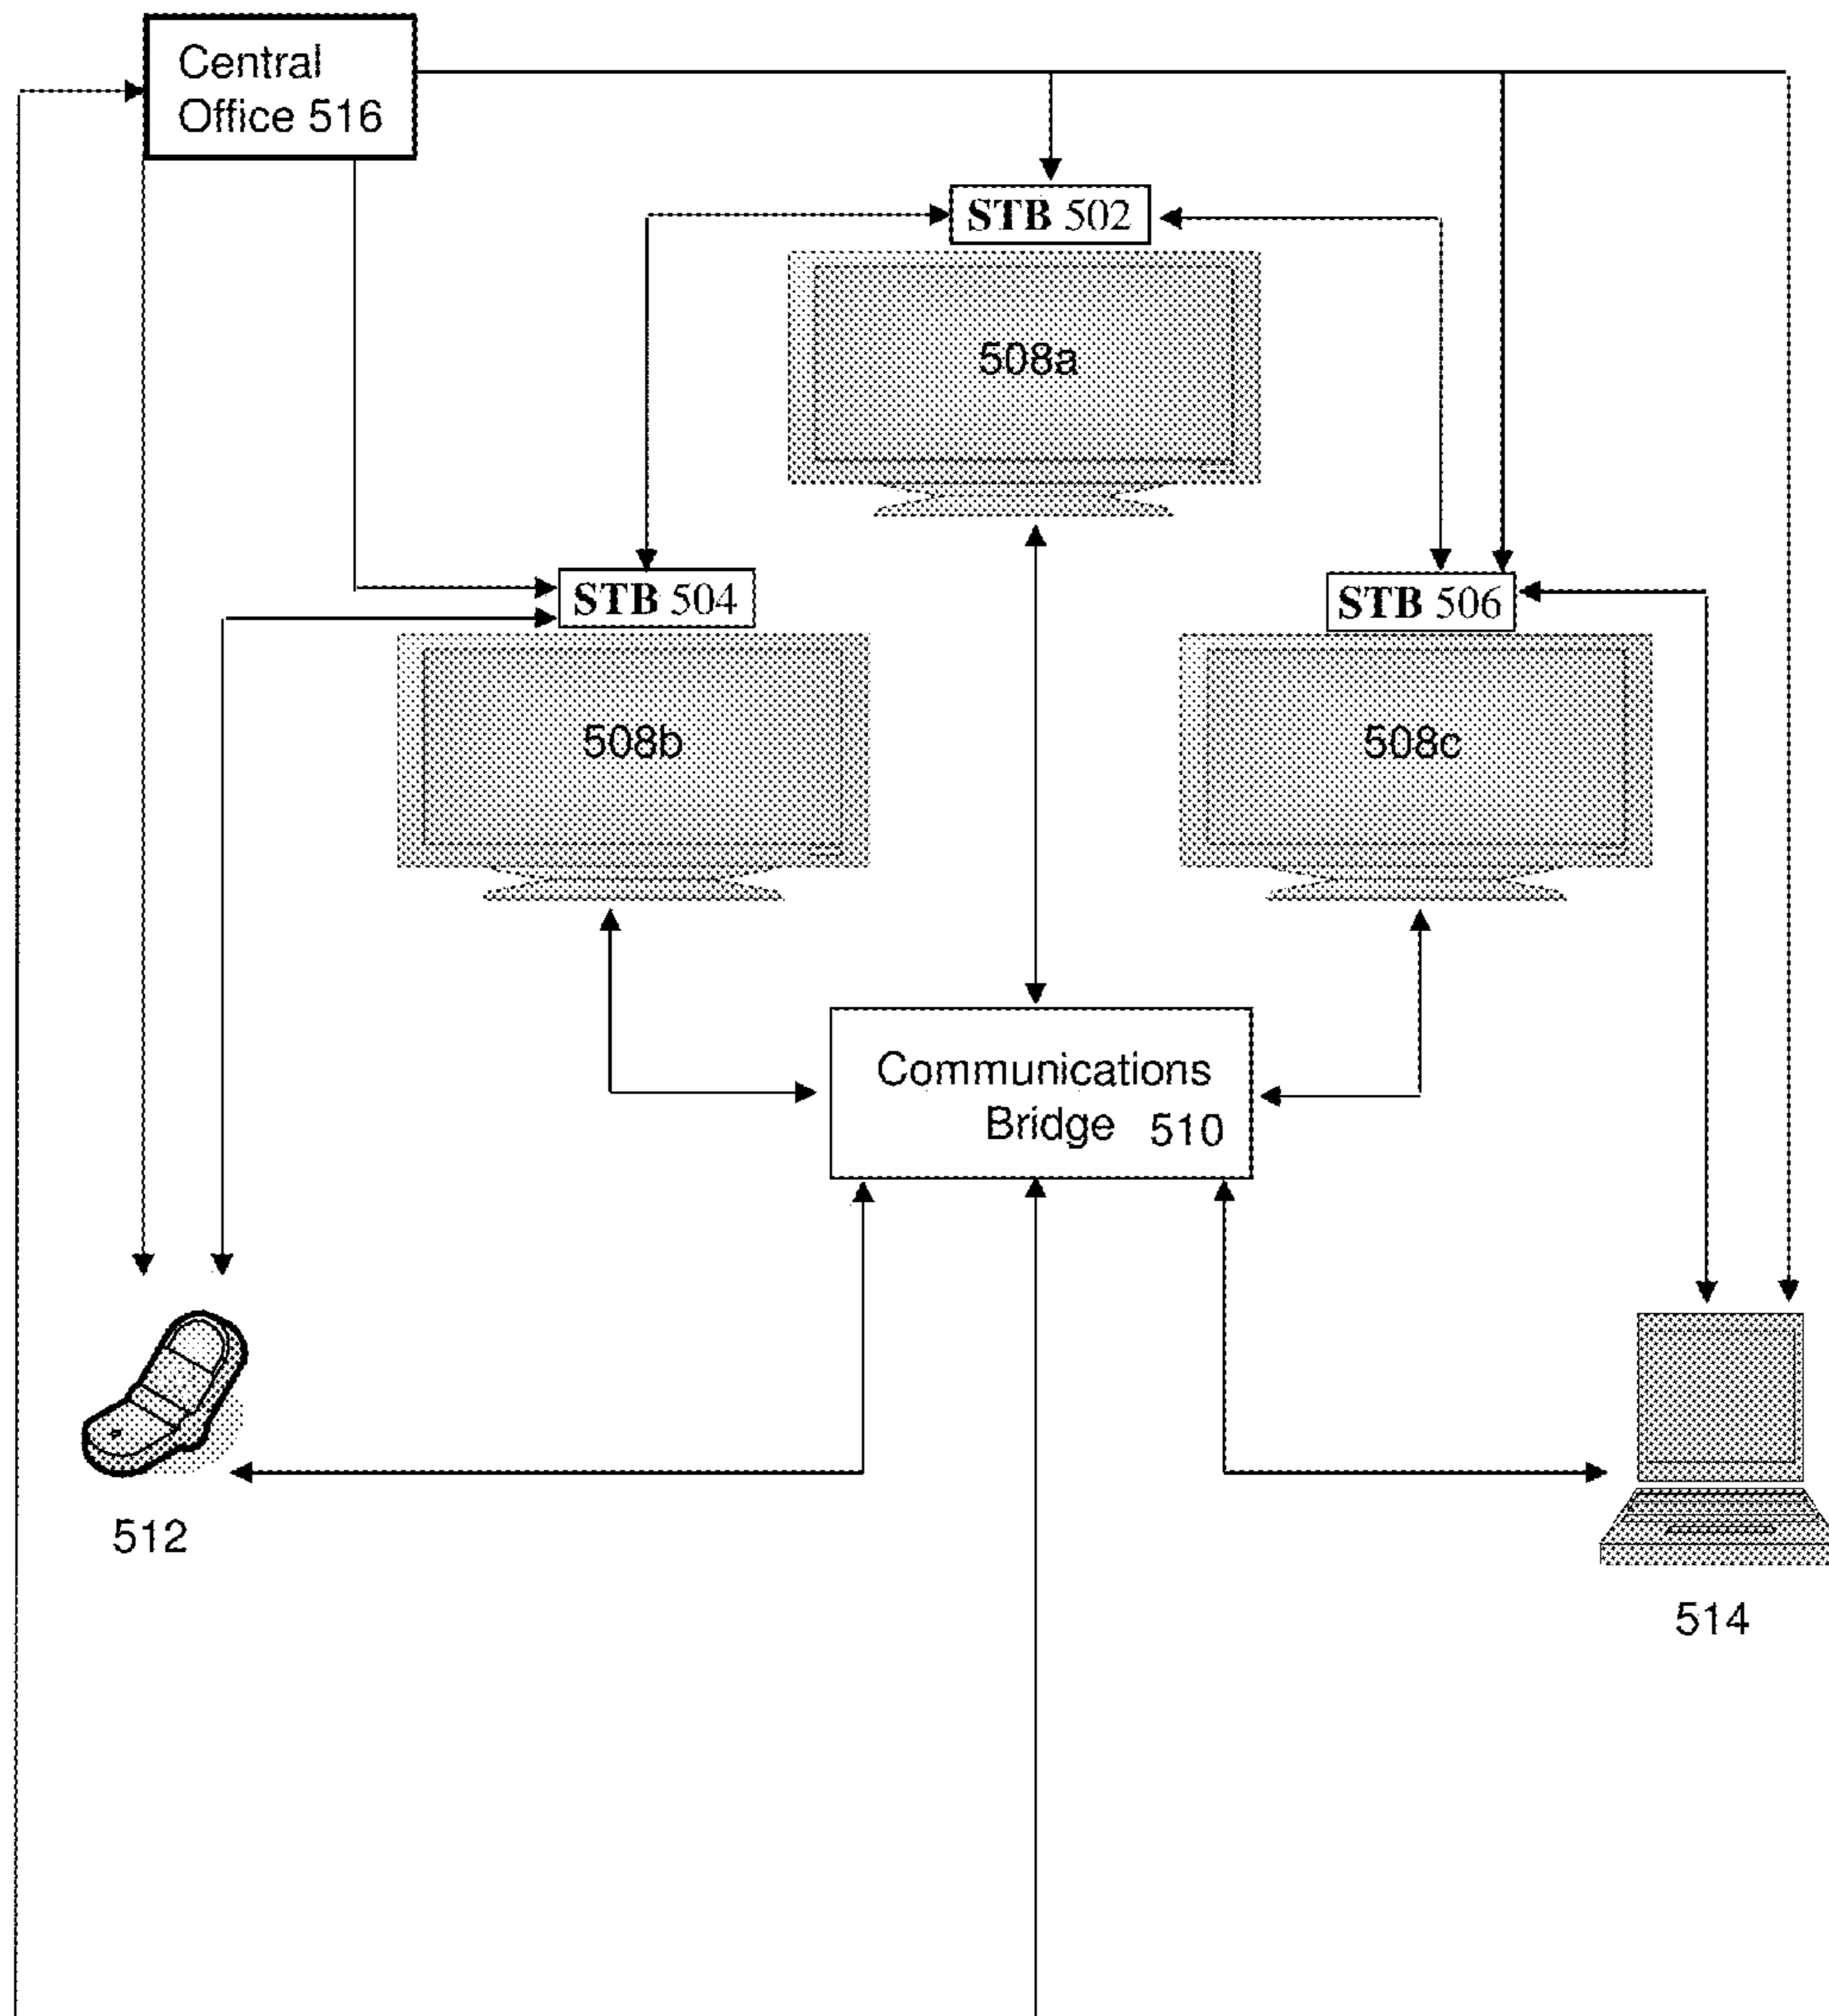 Central
Office 516
STB 502
508a
STB 504
STB 506
508b
508c
Communications
Bridge 510
512
514